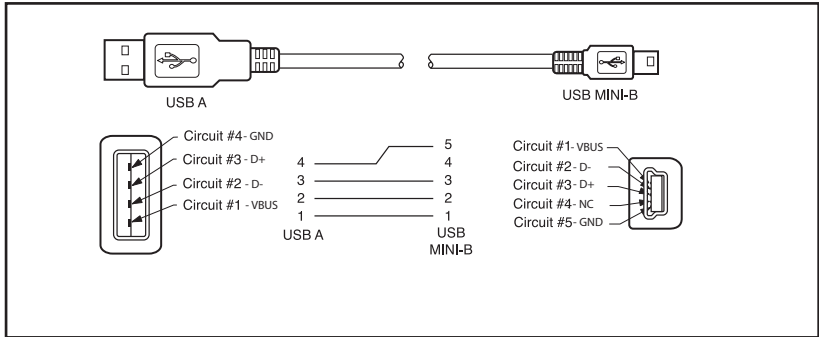 USB A
USB MINI-B
Circuit #4- GND
Circuit #3 - D+
Circuit #2 - D-
Circuit #1 - VBUS
4
3
2
1
USB A
5
4
3
2
1
USB
MINI-B
Circuit #1- VBUS
Circuit #2 - D-
Circuit #3- D+
Circuit #4- NC
Circuit #5- GND